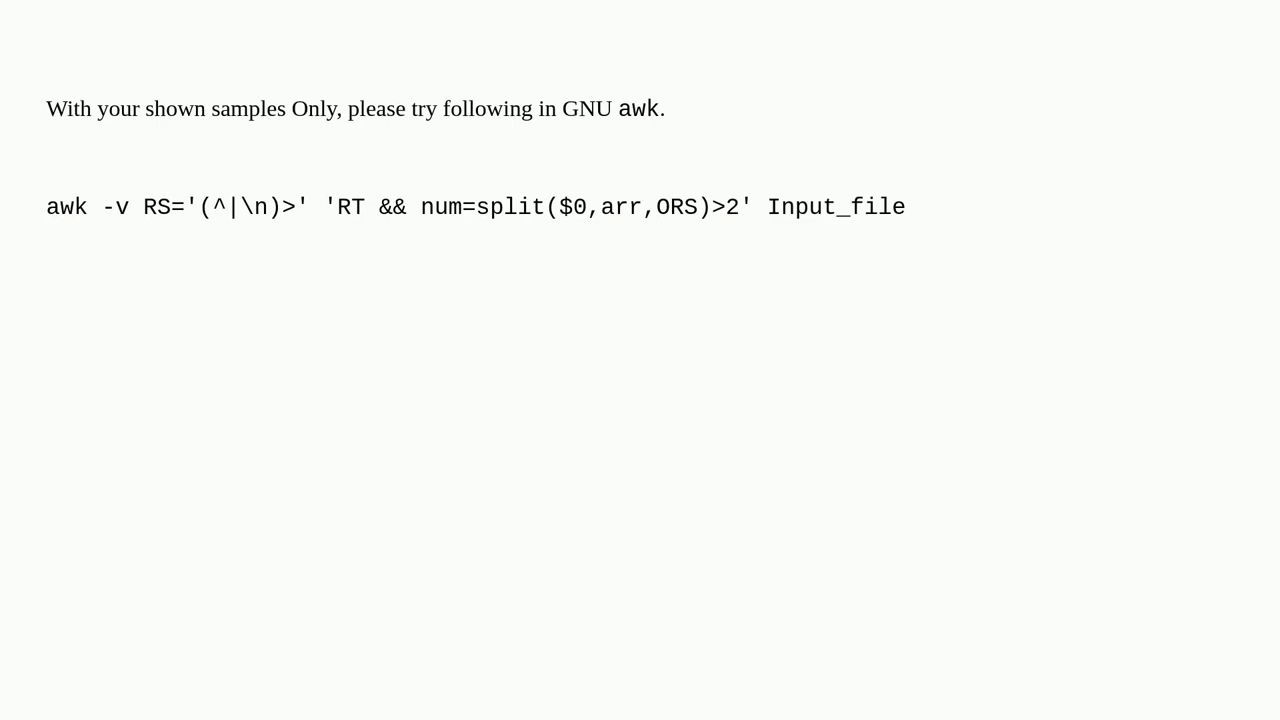 With your shown samples Only, please try following in GNU awk.
awk -v RS='(^|\n)>' 'RT && num=split($0,arr,ORS)>2' Input_file